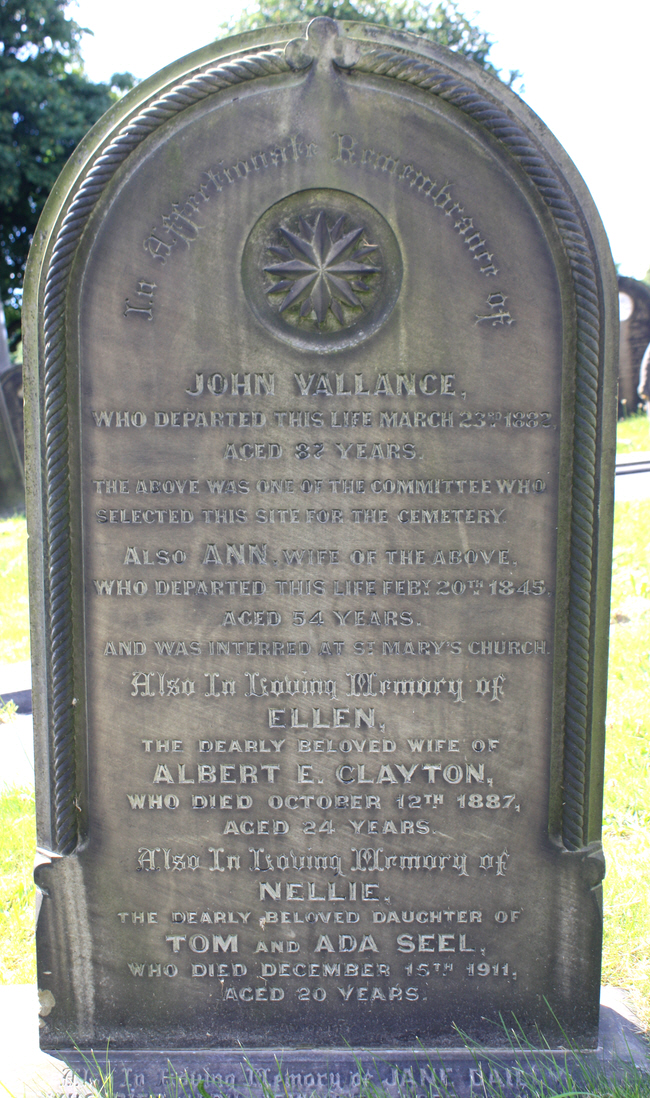 In Affectionate Remembrance of
JOHN VALLANCE,
WHO DEPARTED THIS LIFE MARCH 23RD 1882,
AGED 87 YEARS.
THE ABOVE WAS ONE OF THE COMMITTEE WHO
SELECTED THIS SITE FOR THE CEMETERY.
ALSO ANN, WIFE OF THE ABOVE,
WHO DEPARTED THIS LIFE FEBY 20TH 1845,
AGED 54 YEARS.
AND WAS INTERRED AT ST MARY'S CHURCH.
Also In Loving Memory of
ELLEN,
THE DEARLY BELOVED WIFE OF
ALBERT E. CLAYTON,
WHO DIED OCTOBER 12TH 1887,
AGED 24 YEARS.
Also In Loving Memory of
NELLIE,
THE DEARLY BELOVED DAUGHTER OF
TOM AND ADA SEEL,
WHO DIED DECEMBER 15TH 1911,
AGED 20 YEARS.
Also In Loving Memory of JANE